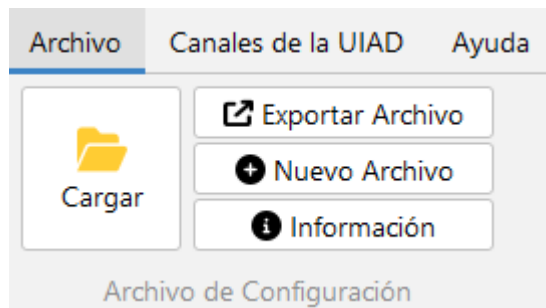 Archivo Canales de la UIAD Ayuda
Cargar
Exportar Archivo
Nuevo Archivo
Información
Archivo de Configuración